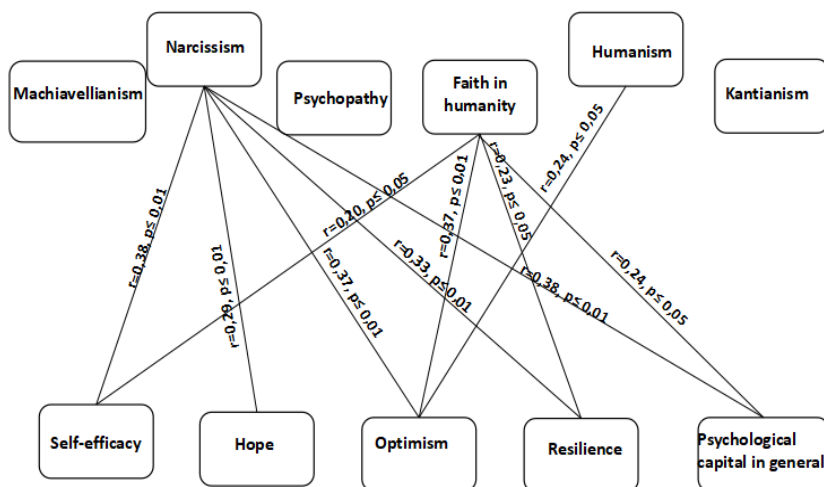 Narcissism
Humanism
Machiavellianism
Psychopathy
Faith in
humanity
Kantianism
r=0,38, p≤ 0,01
r=0,29, p≤ 0,01
r=0,37, p≤ 0,01
r=0,33, p≤0,01
r=0,38, p≤ 0,01
r=0,20, p≤ 0,05
r=0,37, p≤ 0,01
r=0,23, p≤ 0,05
r=0,24, p≤ 0,05
r=0,24, p≤ 0,05
Self-efficacy
Hope
Optimism
Resilience
Psychological
capital in general